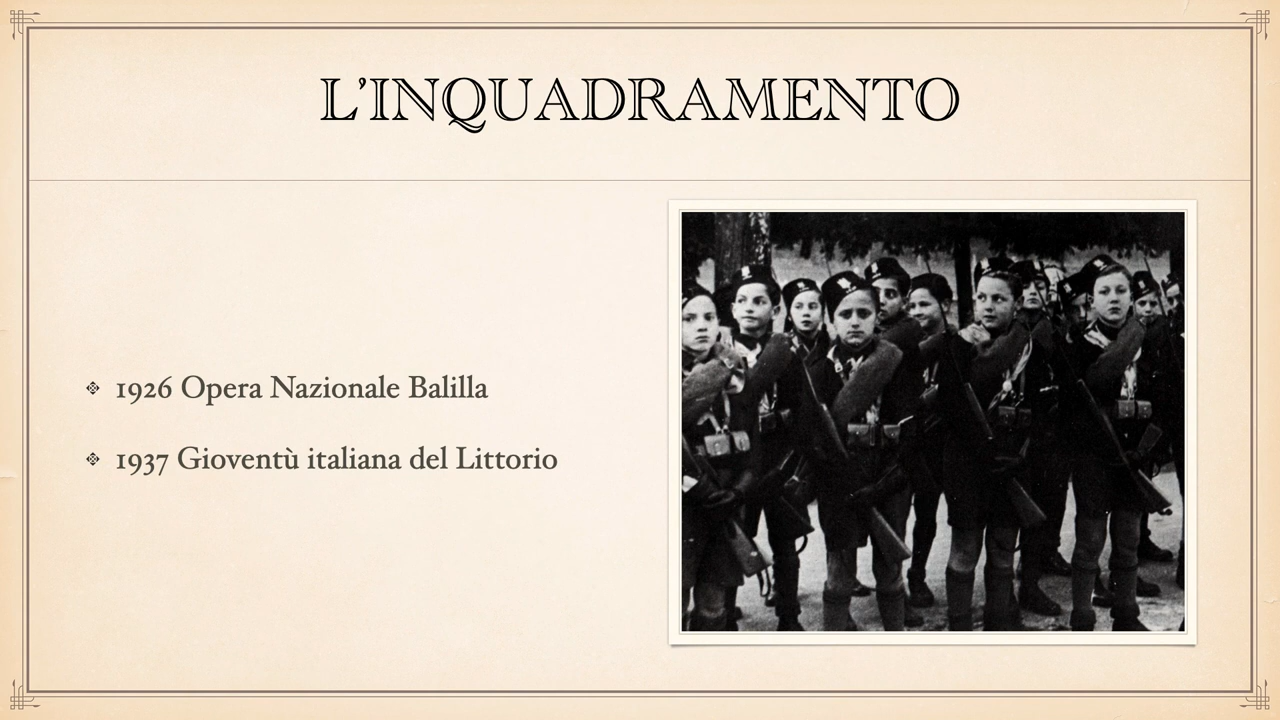 L’INQUADRAMENTO
1926 Opera Nazionale Balilla
1937 Gioventù italiana del Littorio